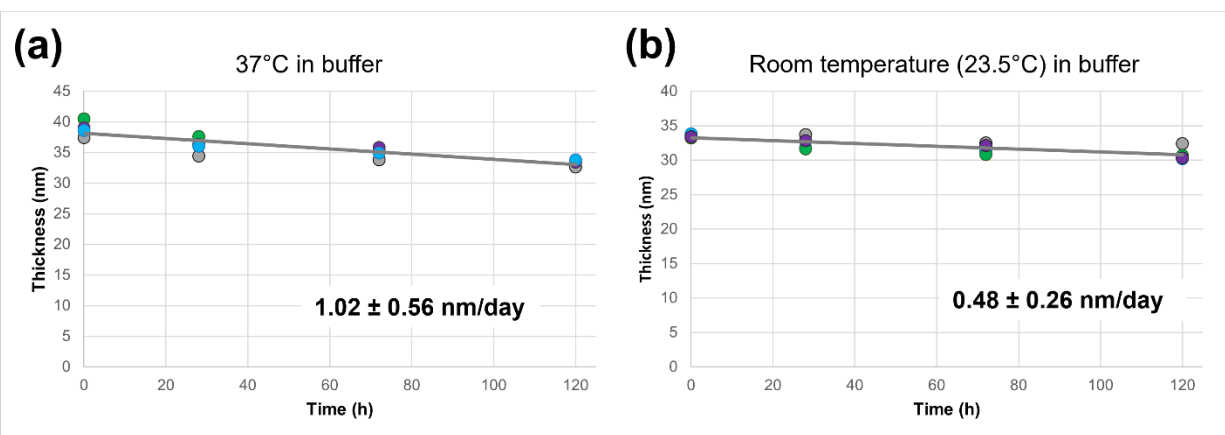 (a)
37°C in buffer
45
40
35
30
25
20
15
10
5
0
Thickness (nm)
1.02 ± 0.56 nm/day
0 20 40 60 80 100 120
Time (h)
(b)
Room temperature (23.5°C) in buffer
40
35
30
25
20
15
10
5
0
Thickness (nm)
0.48 ± 0.26 nm/day
0 20 40 60 80 100 120
Time (h)